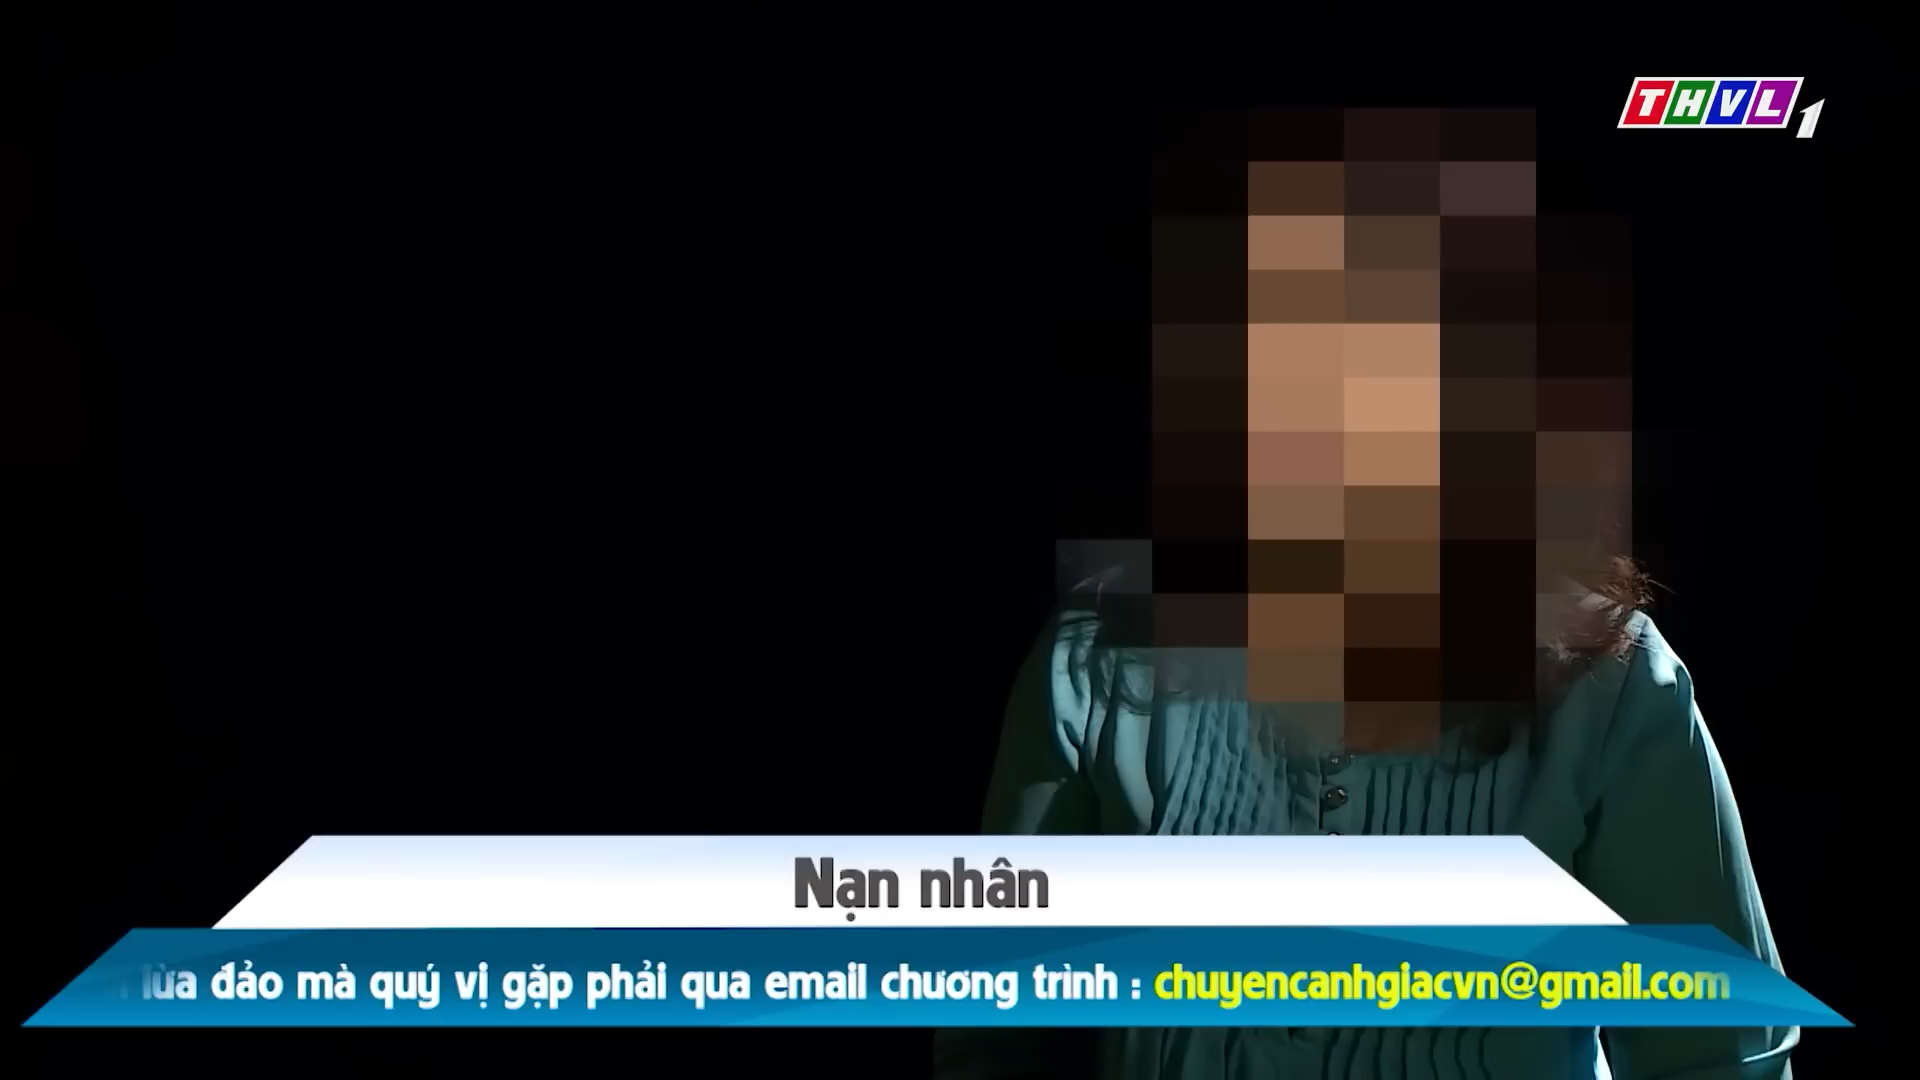 THVL1
Nạn nhân
lừa đảo mà quý vị gặp phải qua email chương trình : chuyencanhgiacvn@gmail.com